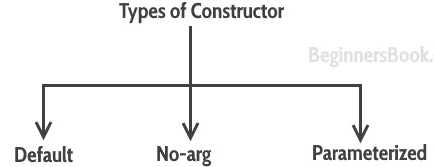 Types of Constructor
BeginnersBook.
Default
No-arg
Parameterized